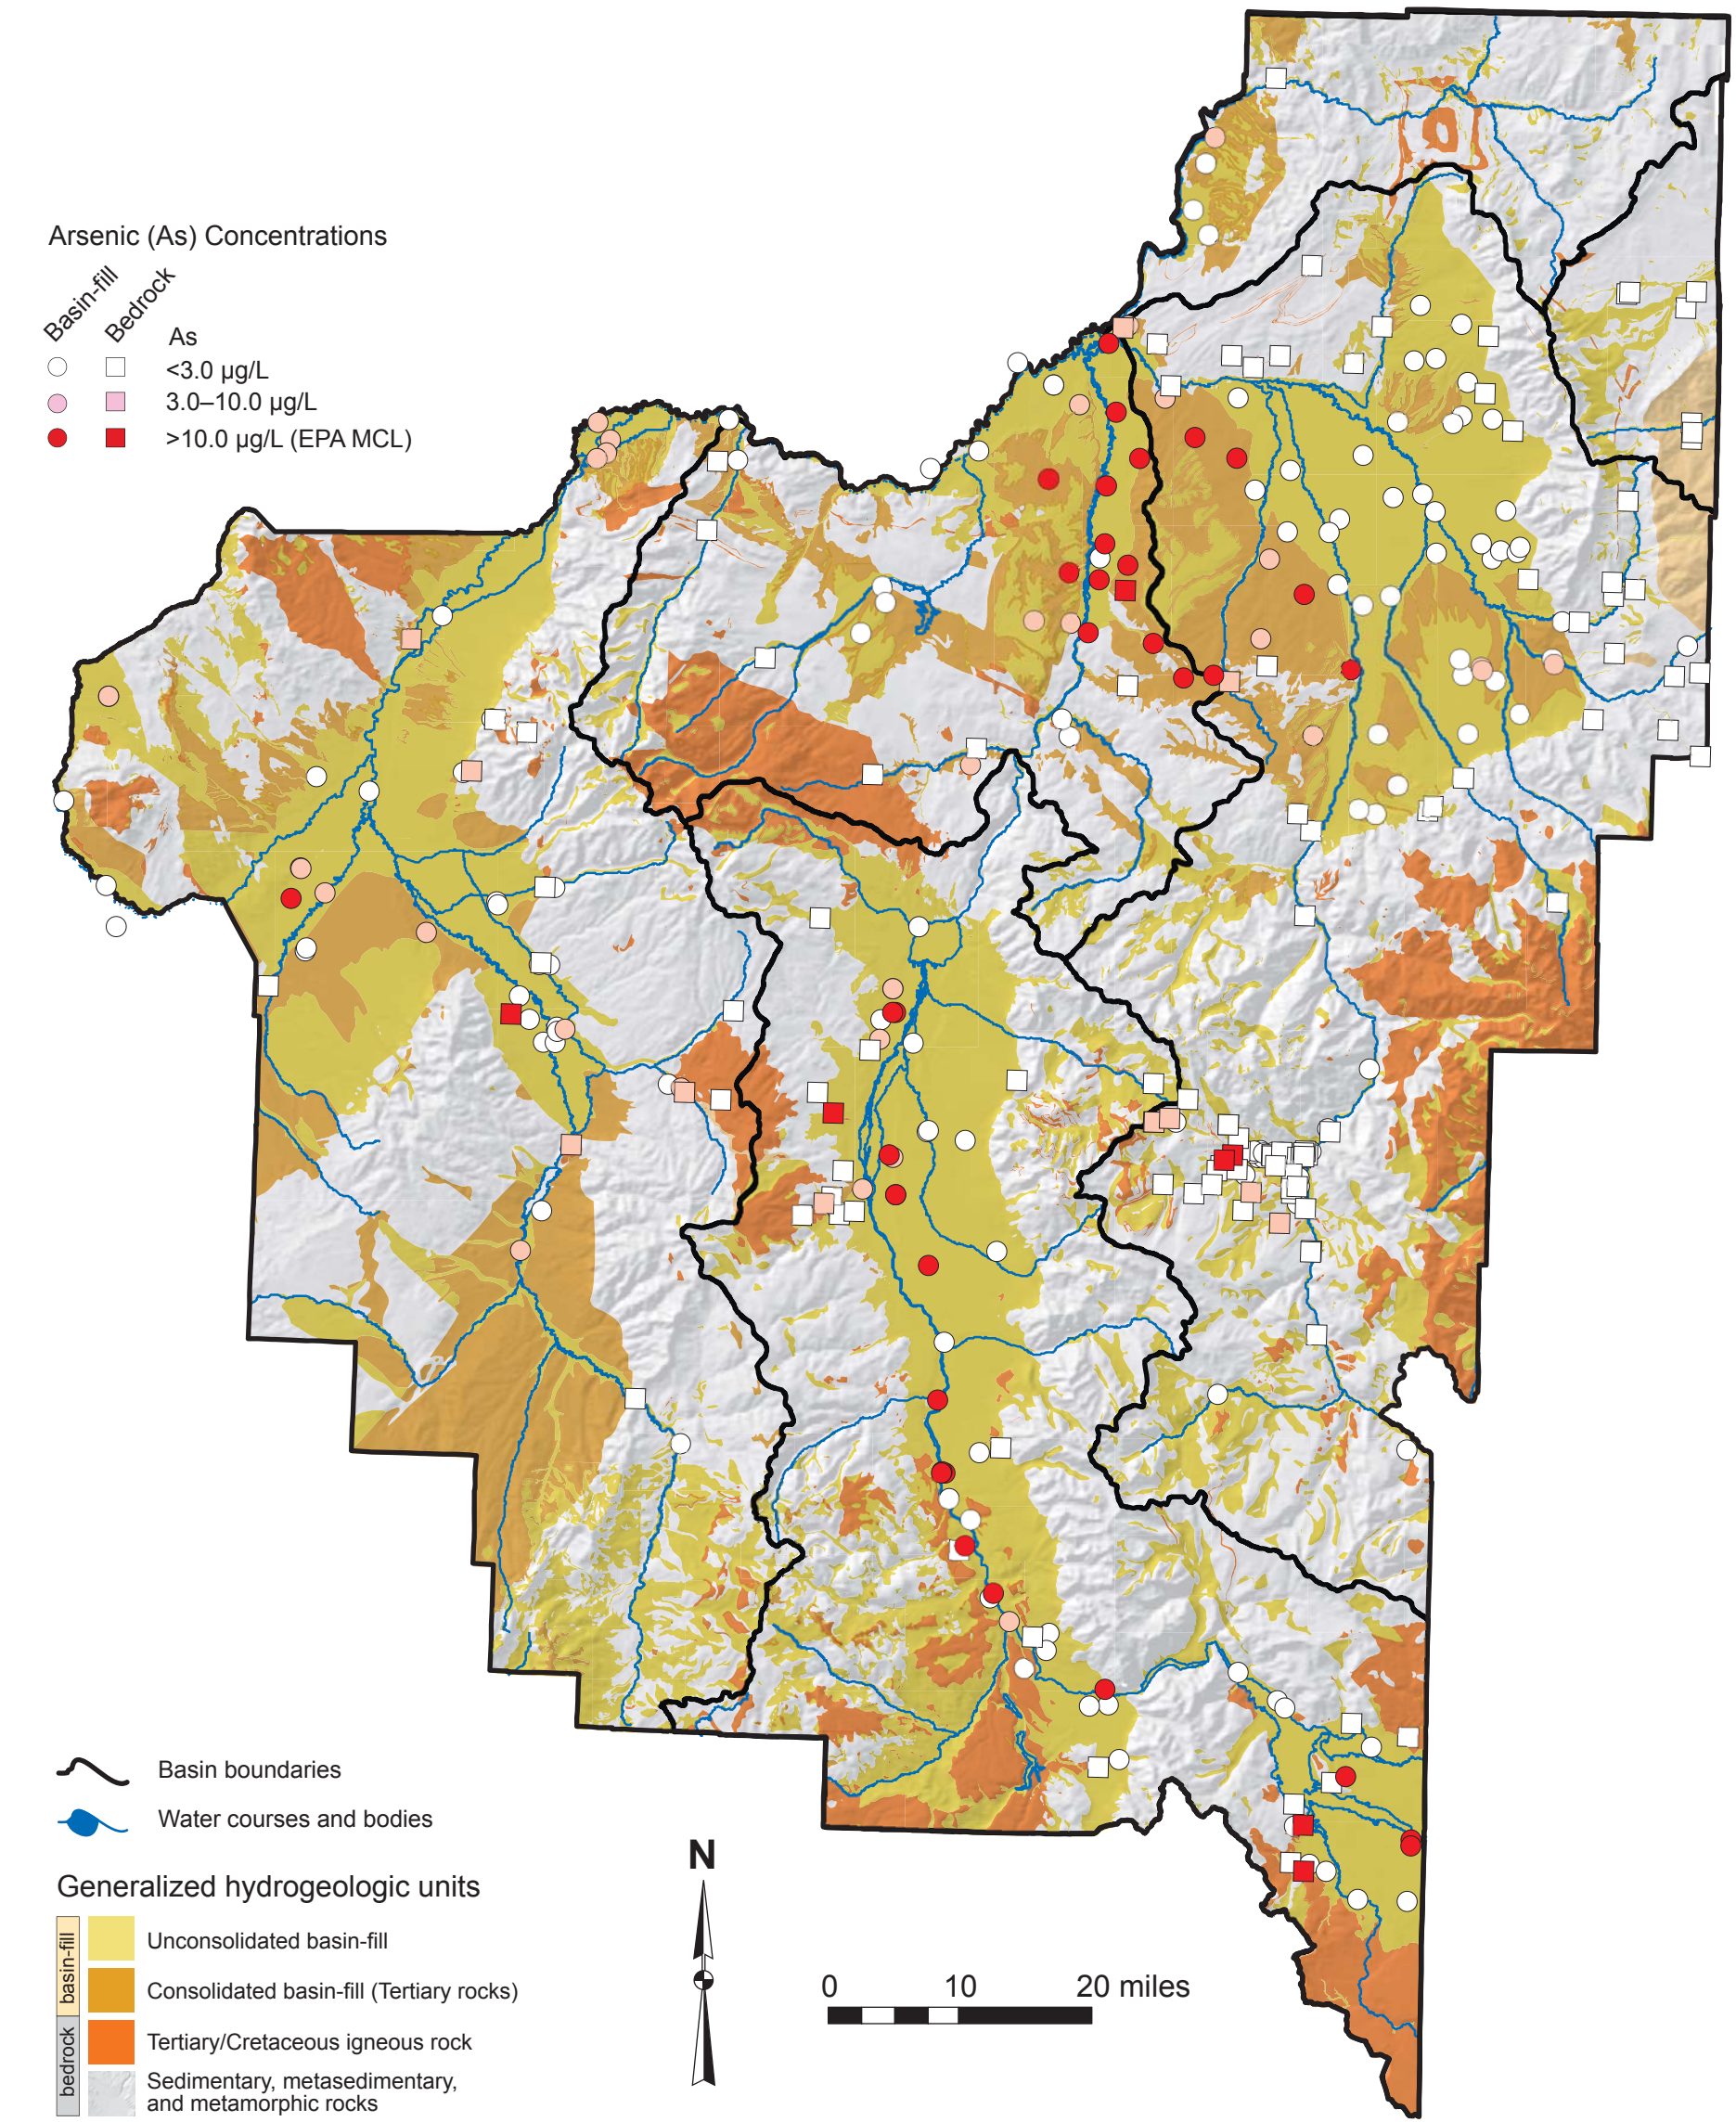 Arsenic (As) Concentrations
Basin-fill
Bedrock
As
<3.0 µg/L
3.0–10.0 µg/L
>10.0 µg/L (EPA MCL)
Basin boundaries
Water courses and bodies
Generalized hydrogeologic units
basin-fill
Unconsolidated basin-fill
Consolidated basin-fill (Tertiary rocks)
bedrock
Tertiary/Cretaceous igneous rock
Sedimentary, metasedimentary,
and metamorphic rocks
N
0 10 20 miles